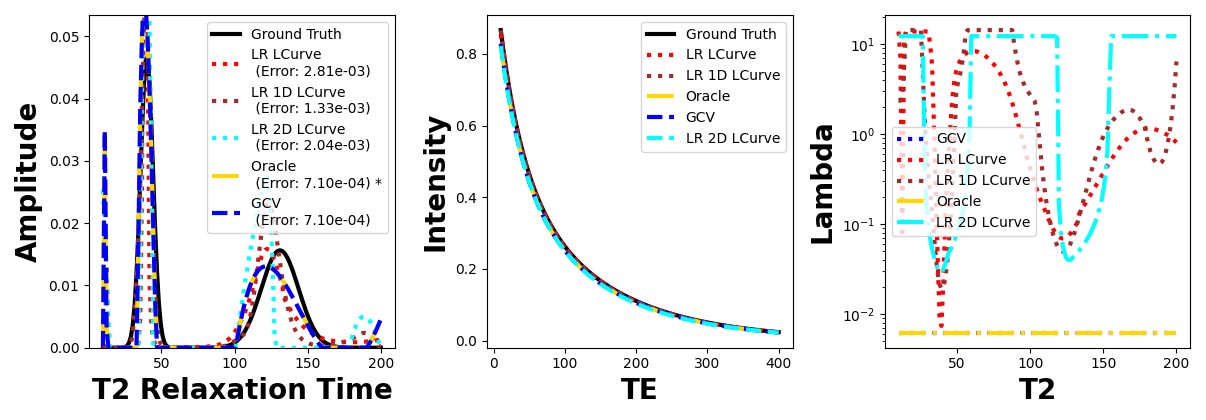 Amplitude
0.05
0.04
0.03
0.02
0.01
0.00
50
100
150
200
T2 Relaxation Time
Ground Truth
LR LCurve
(Error: 2.81e-03)
LR 1D LCurve
(Error: 1.33e-03)
LR 2D LCurve
(Error: 2.04e-03)
Oracle
(Error: 7.10e-04) *
GCV
(Error: 7.10e-04)
Intensity
0.8
0.6
0.4
0.2
0.0
0
100
200
300
400
TE
Ground Truth
LR LCurve
LR 1D LCurve
Oracle
GCV
LR 2D LCurve
Lambda
10¹
10⁰
10⁻¹
10⁻²
50
100
150
200
T2
GCV
LR LCurve
LR 1D LCurve
Oracle
LR 2D LCurve